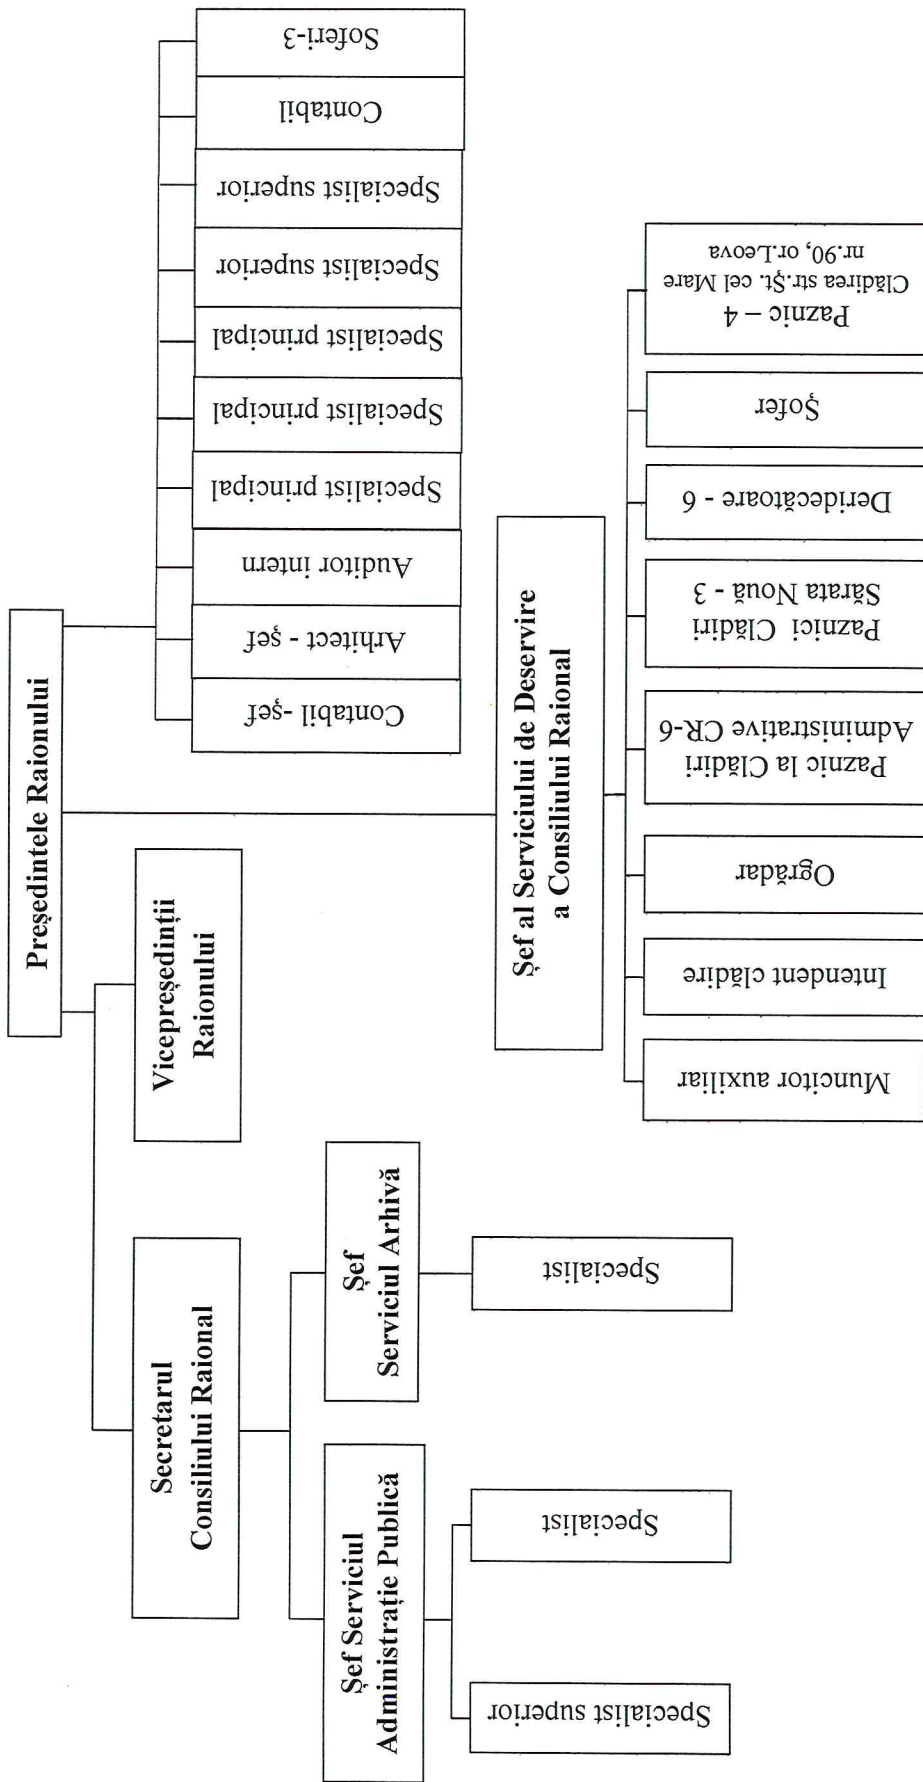 Președintele Raionului
Secretarul
Consiliului Raional
Vicepreședinții
Raionului
Șef Serviciul
Administrație Publică
Șef
Serviciul Arhivă
Specialist superior
Specialist
Specialist
Contabil -șef
Arhitect - șef
Auditor intern
Specialist principal
Specialist principal
Specialist principal
Specialist superior
Specialist superior
Contabil
Soferi-3
Șef al Serviciului de Deservire
a Consiliului Raional
Muncitor auxiliar
Intendent clădire
Ogrădar
Paznic la Clădiri
Administrative CR-6
Paznici Clădiri
Sărata Nouă - 3
Deridecătoare - 6
Șofer
Paznic – 4
Clădirea str.Șt. cel Mare
nr.90, or.Leova